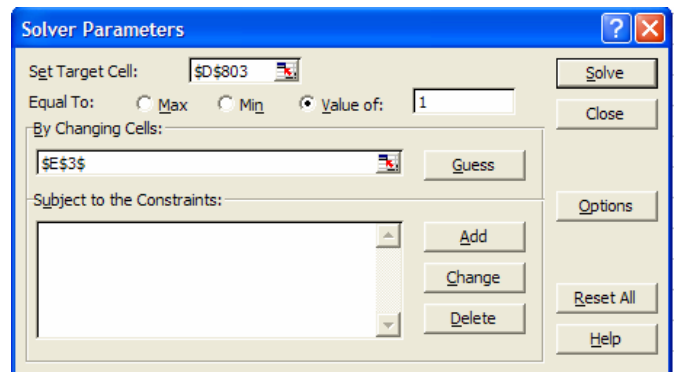 Solver Parameters
Set Target Cell: $D$803 Solve
Equal To: Max Min Value of: 1 Close
By Changing Cells:
$E$3$ Guess
Subject to the Constraints: Options
Add
Change
Reset All
Delete
Help